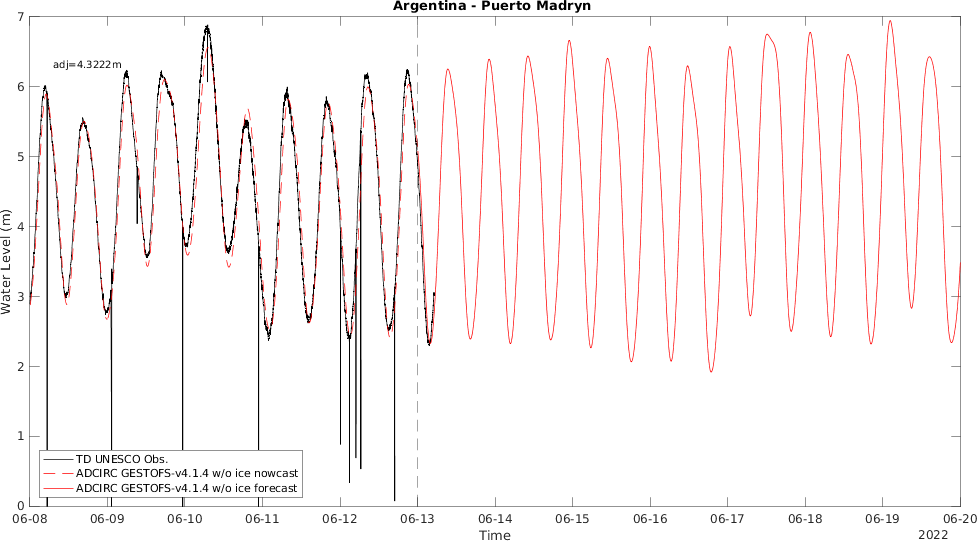 Argentina - Puerto Madryn
adj=4.3222m
Water Level (m)
7
6
5
4
3
2
1
0
TD UNESCO Obs.
ADCIRC GESTOFS-v4.1.4 w/o ice nowcast
ADCIRC GESTOFS-v4.1.4 w/o ice forecast
06-08 06-09 06-10 06-11 06-12 06-13 06-14 06-15 06-16 06-17 06-18 06-19 06-20
Time
2022